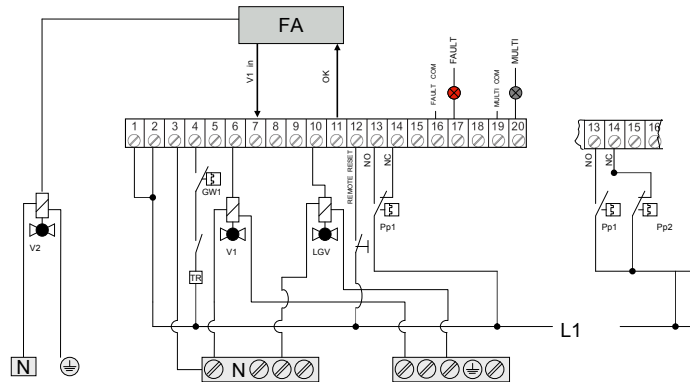 FA
V1 in
OK
FAULT COM
FAULT
MULTI COM
MULTI
1 2 3 4 5 6 7 8 9 10 11 12 13 14 15 16 17 18 19 20
13 14 15 16
REMOTE RESET
NO
NC
NO
NC
GW1
V2
V1
LGV
Pp1
Pp1
Pp2
TR
L1
N
N